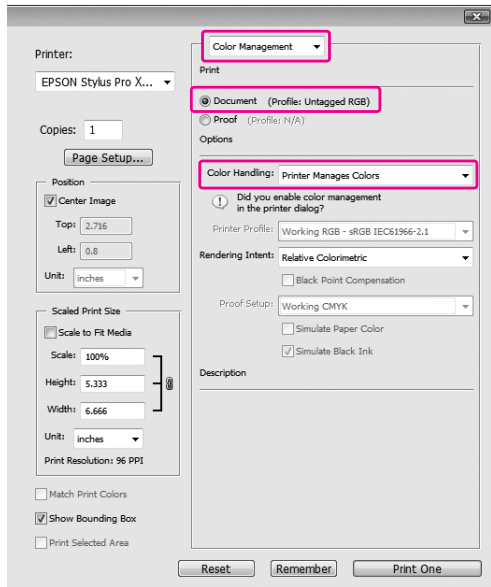 Printer:
EPSON Stylus Pro X...
Copies: 1
Page Setup...
Position
Center Image
Top: 2.716
Left: 0.8
Unit: inches
Scaled Print Size
Scale to Fit Media
Scale: 100%
Height: 5.333
Width: 6.666
Unit: inches
Print Resolution: 96 PPI
Match Print Colors
Show Bounding Box
Print Selected Area
Color Management
Print
Document (Profile: Untagged RGB)
Proof (Profile: N/A)
Options
Color Handling: Printer Manages Colors
Did you enable color management
in the printer dialog?
Printer Profile: Working RGB - sRGB IEC61966-2.1
Rendering Intent: Relative Colorimetric
Black Point Compensation
Proof Setup: Working CMYK
Simulate Paper Color
Simulate Black Ink
Description
Reset Remember Print One